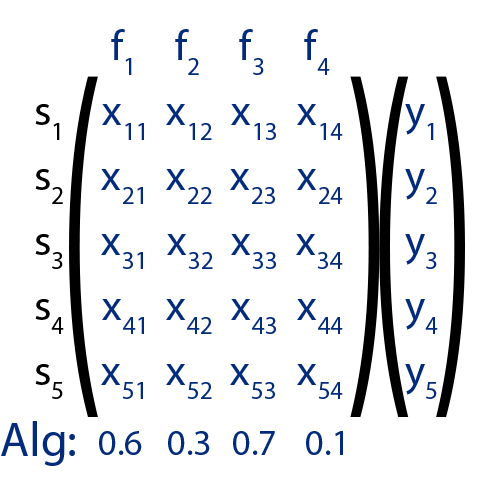 f₁ f₂ f₃ f₄
s₁ ( x₁₁ x₁₂ x₁₃ x₁₄ ) ( y₁ )
s₂ x₂₁ x₂₂ x₂₃ x₂₄ y₂
s₃ x₃₁ x₃₂ x₃₃ x₃₄ y₃
s₄ x₄₁ x₄₂ x₄₃ x₄₄ y₄
s₅ x₅₁ x₅₂ x₅₃ x₅₄ y₅
Alg: 0.6 0.3 0.7 0.1